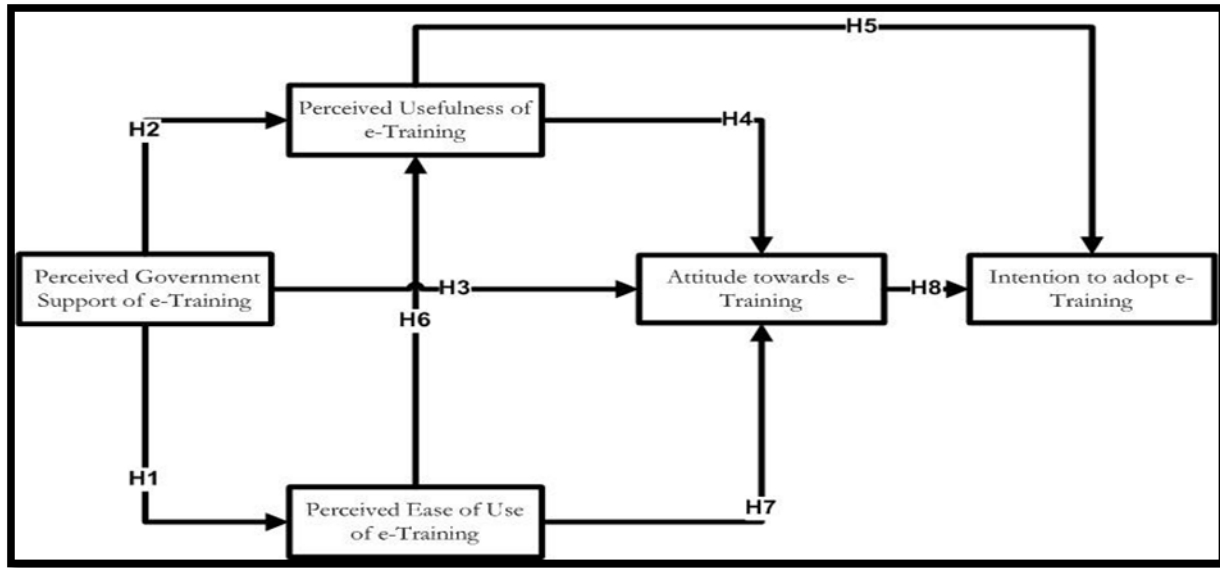 H5
Perceived Usefulness of
e-Training
H2
H4
Perceived Government
Support of e-Training
H3
Attitude towards e-
Training
H8
Intention to adopt e-
Training
H6
H1
Perceived Ease of Use
of e-Training
H7